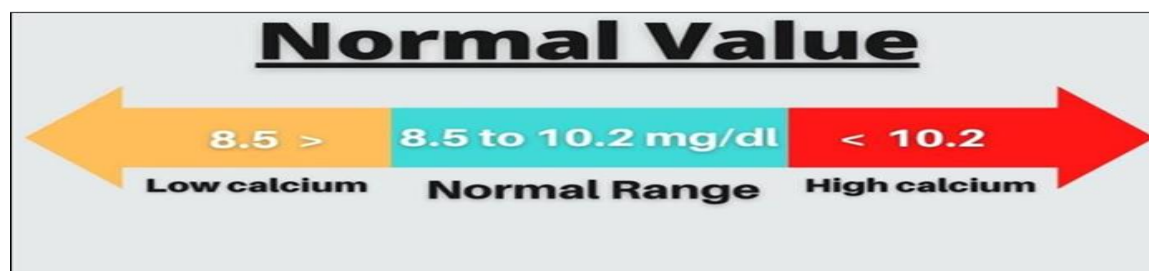 Normal Value
8.5 > 8.5 to 10.2 mg/dl < 10.2
Low calcium Normal Range High calcium